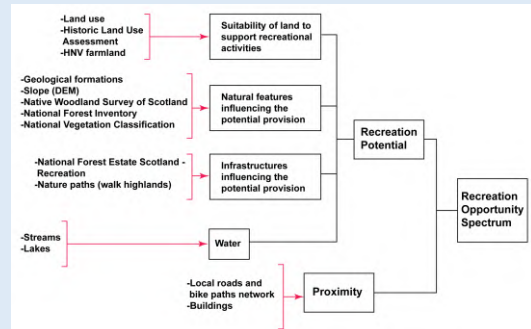 -Land use
-Historic Land Use
Assessment
-HNV farmland
Suitability of land to
support recreational
activities
-Geological formations
-Slope (DEM)
-Native Woodland Survey of Scotland
-National Forest Inventory
-National Vegetation Classification
Natural features
influencing the
potential provision
-National Forest Estate Scotland -
Recreation
-Nature paths (walk highlands)
Infrastructures
influencing the
potential provision
-Streams
-Lakes
Water
Recreation
Potential
-Local roads and
bike paths network
-Buildings
Proximity
Recreation
Opportunity
Spectrum